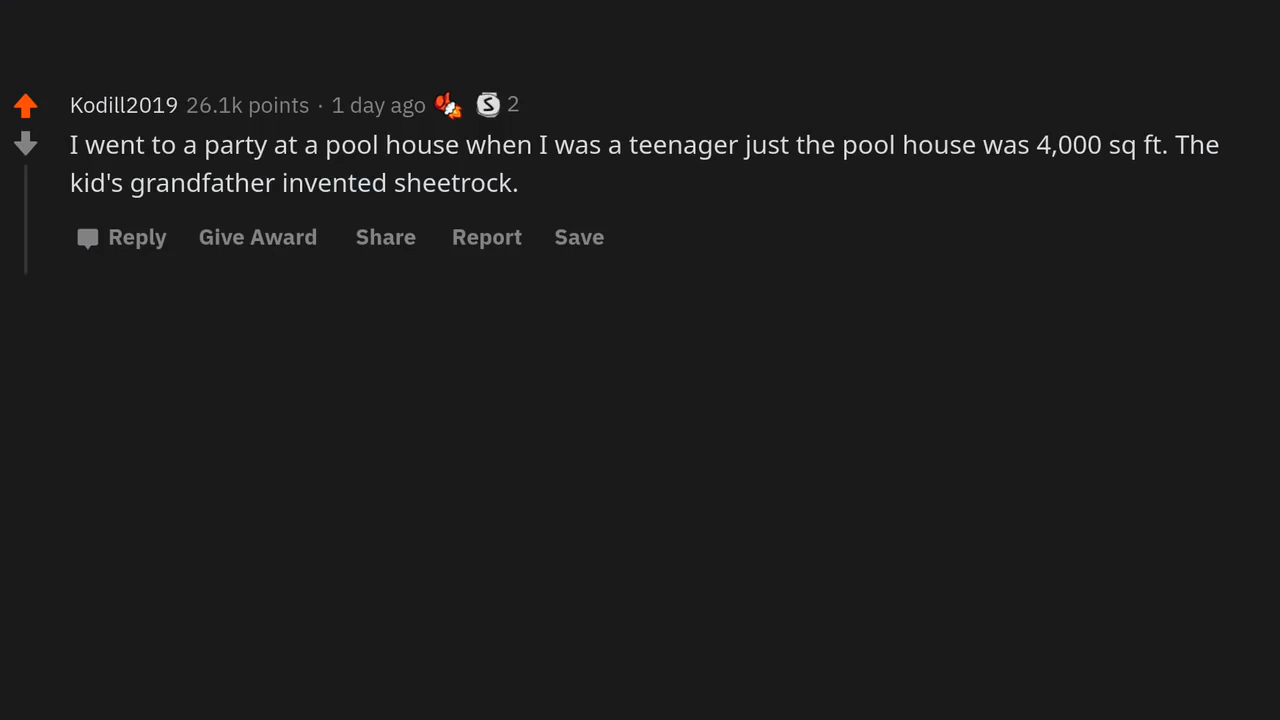 Kodill2019 26.1k points · 1 day ago 2
I went to a party at a pool house when I was a teenager just the pool house was 4,000 sq ft. The
kid's grandfather invented sheetrock.
Reply Give Award Share Report Save